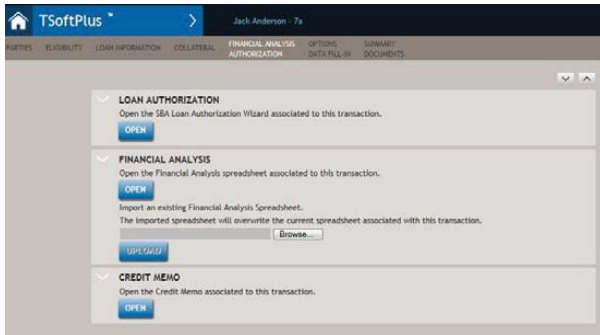 TSoftPlus ™
Jack Anderson - 7a
PARTIES ELIGIBILITY LOAN INFORMATION COLLATERAL FINANCIAL ANALYSIS AUTHORIZATION OPTIONS DATA FILL-IN SUMMARY DOCUMENTS
LOAN AUTHORIZATION
Open the SBA Loan Authorization Wizard associated to this transaction.
OPEN
FINANCIAL ANALYSIS
Open the Financial Analysis spreadsheet associated to this transaction.
OPEN
Import an existing Financial Analysis Spreadsheet.
The imported spreadsheet will overwrite the current spreadsheet associated with this transaction.
Browse...
UPLOAD
CREDIT MEMO
Open the Credit Memo associated to this transaction.
OPEN